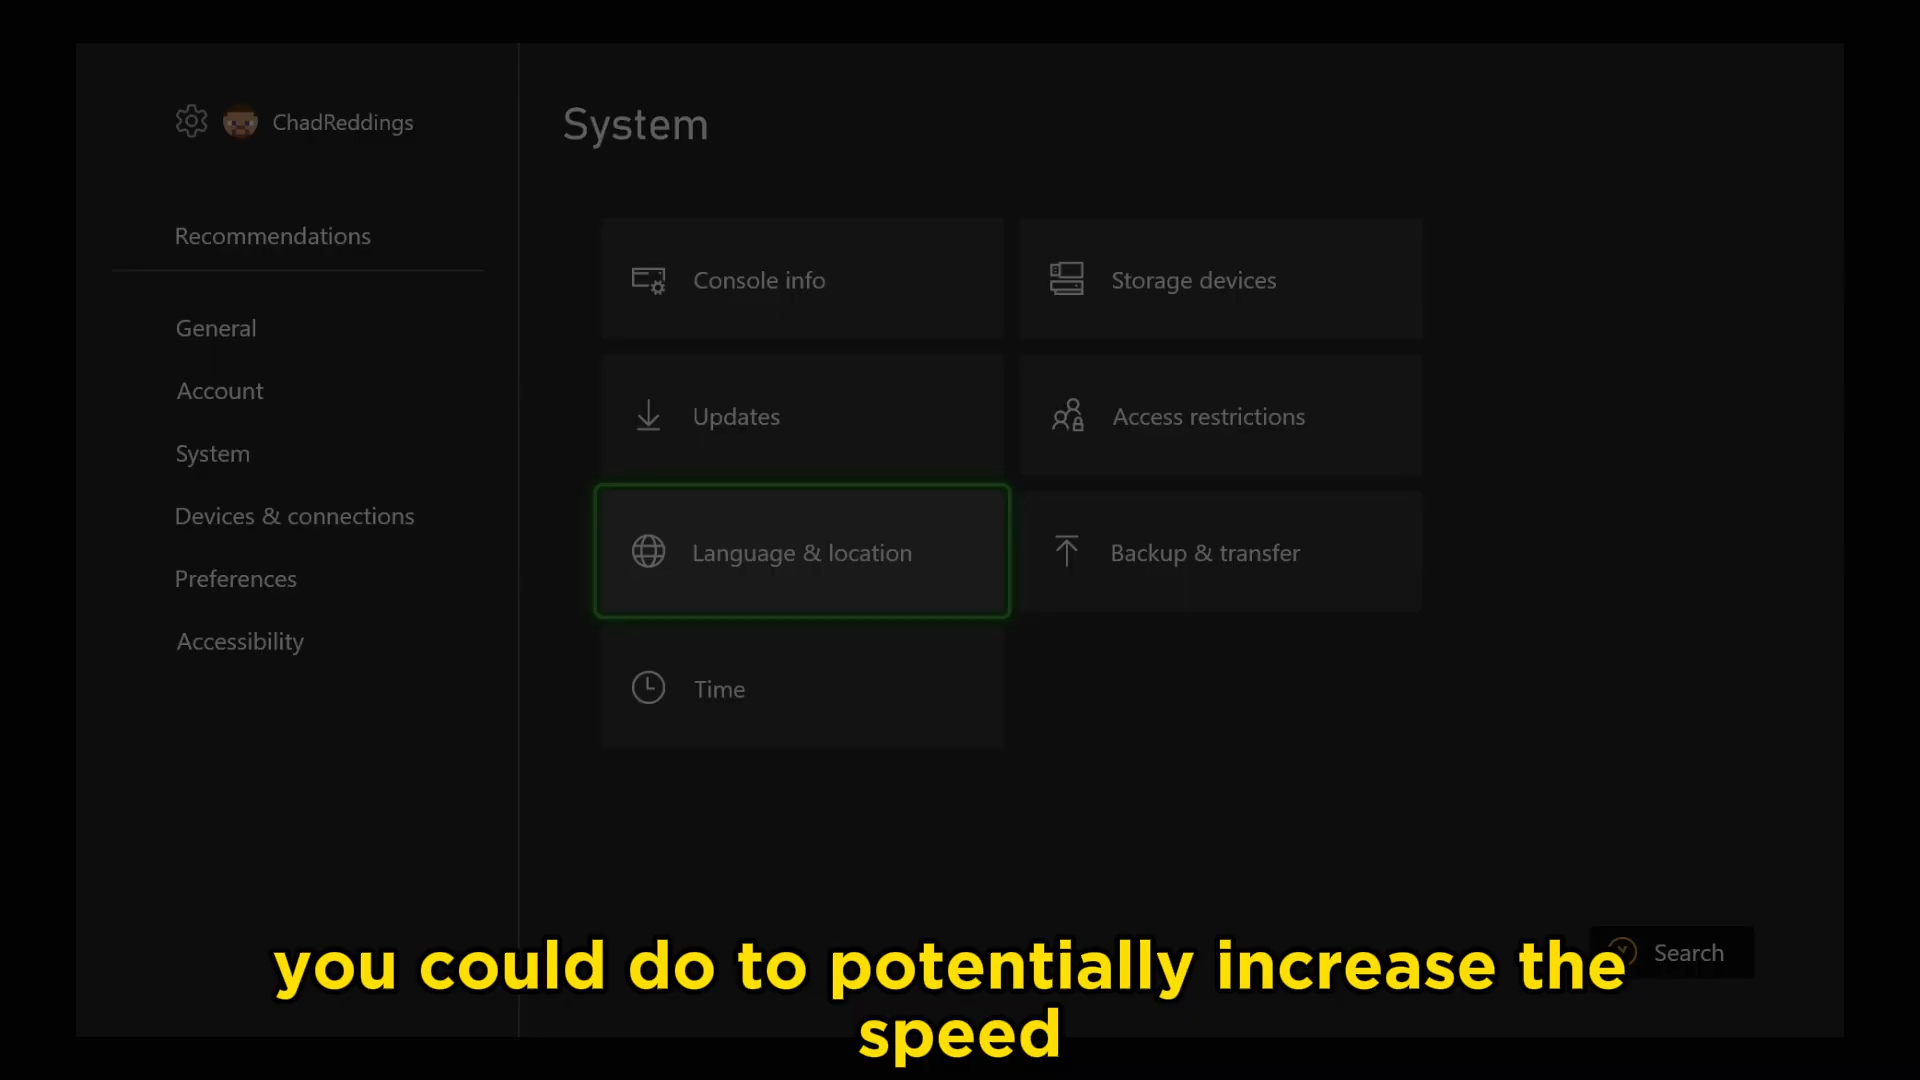 ChadReddings
Recommendations
General
Account
System
Devices & connections
Preferences
Accessibility
System
Console info
Storage devices
Updates
Access restrictions
Language & location
Backup & transfer
Time
Y Search
you could do to potentially increase the
speed